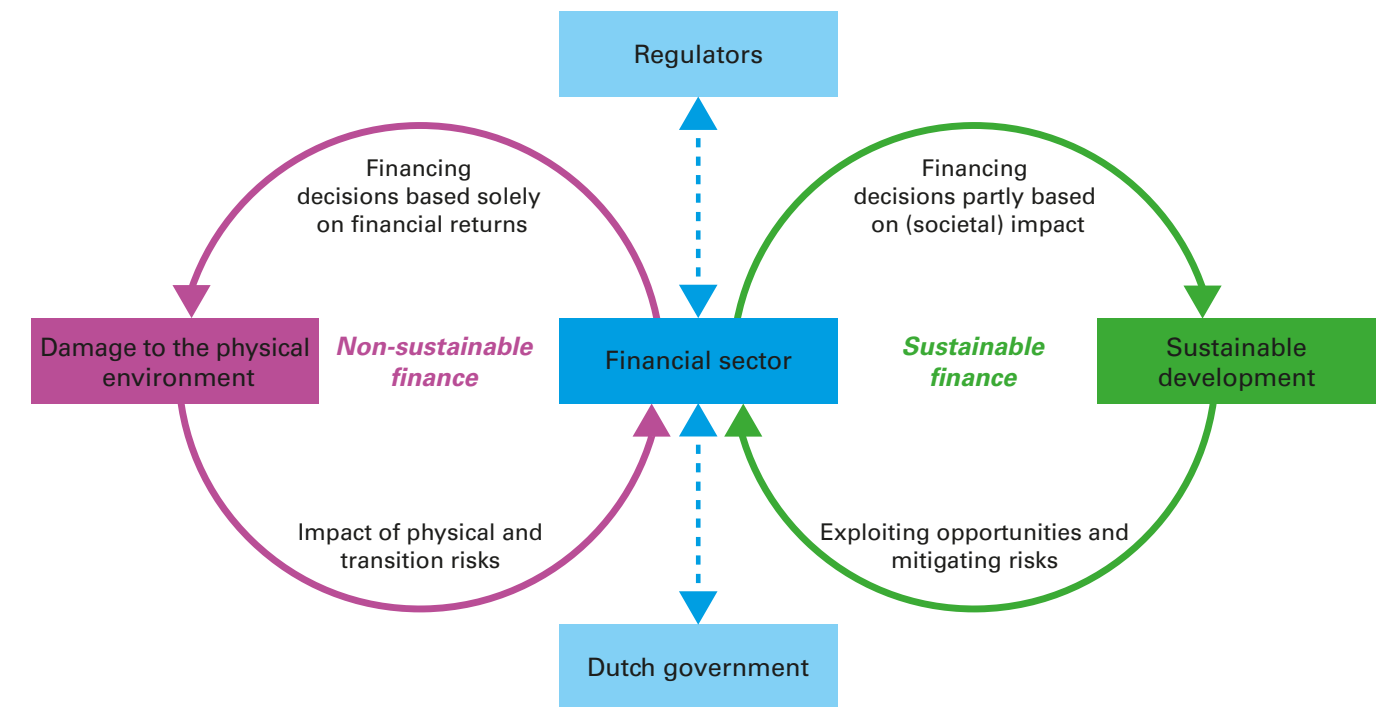 Regulators
Financing
decisions based solely
on financial returns
Financing
decisions partly based
on (societal) impact
Damage to the physical
environment
Non-sustainable
finance
Financial sector
Sustainable
finance
Sustainable
development
Impact of physical and
transition risks
Exploiting opportunities and
mitigating risks
Dutch government